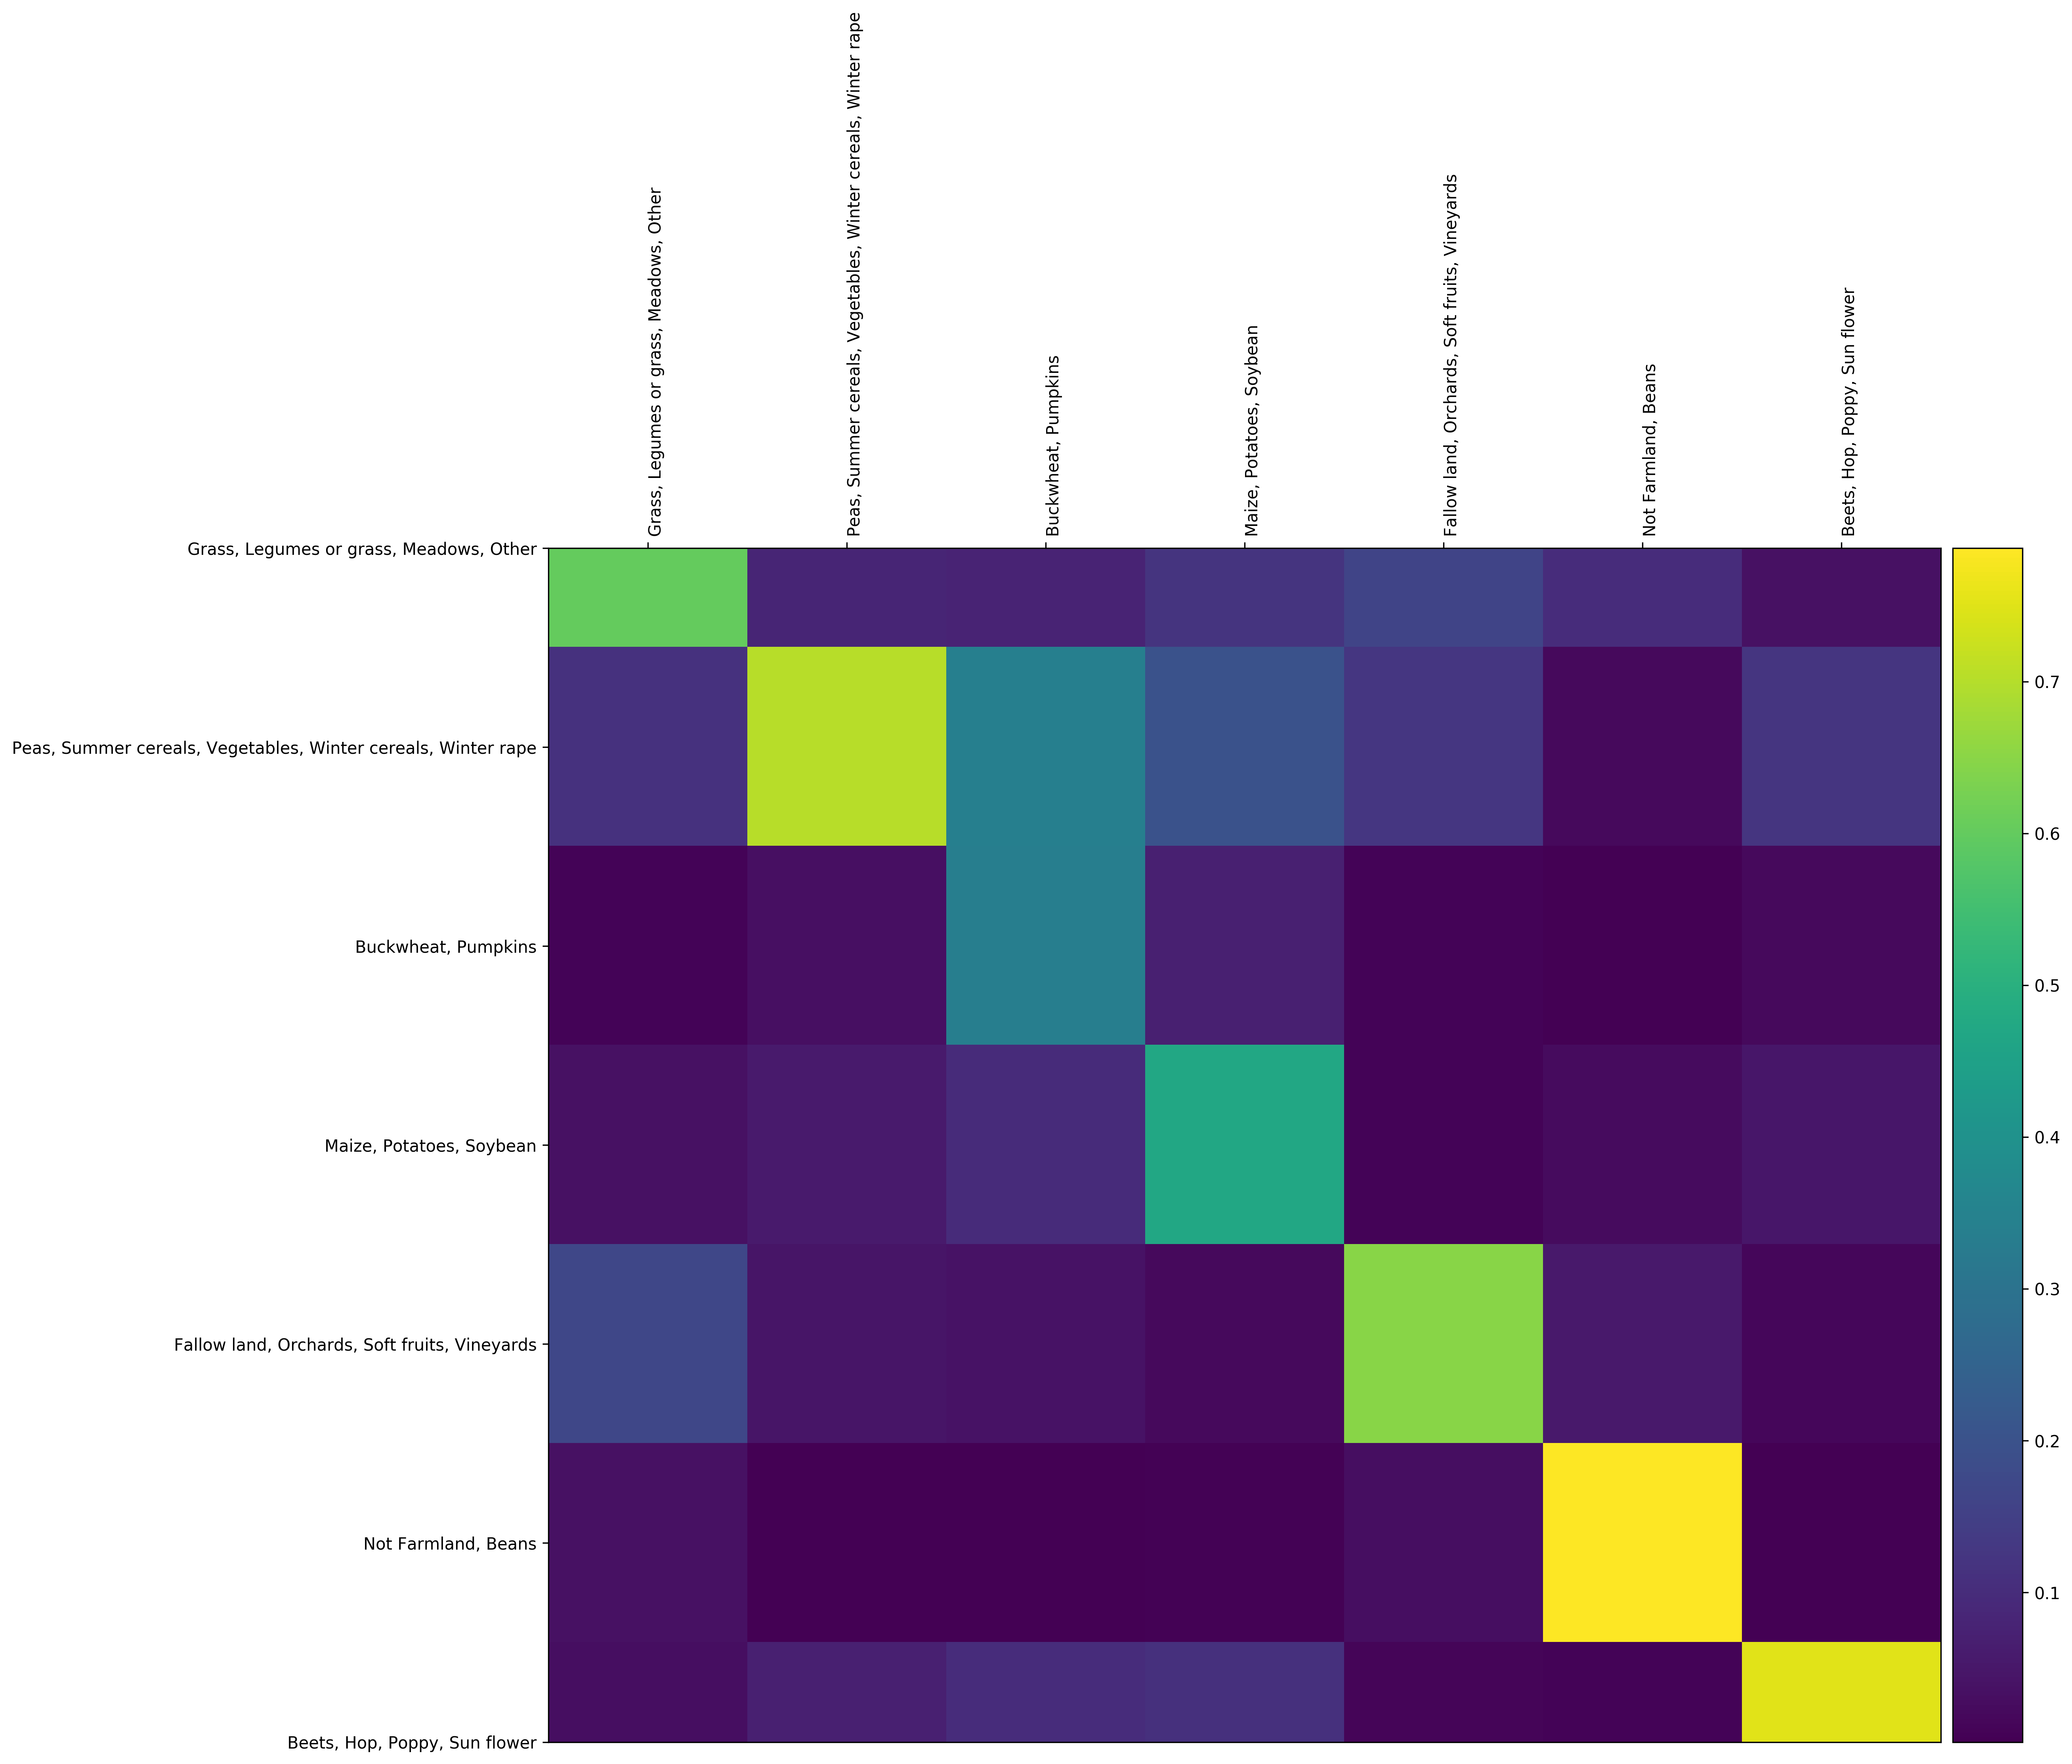 Grass, Legumes or grass, Meadows, Other
Peas, Summer cereals, Vegetables, Winter cereals, Winter rape
Buckwheat, Pumpkins
Maize, Potatoes, Soybean
Fallow land, Orchards, Soft fruits, Vineyards
Not Farmland, Beans
Beets, Hop, Poppy, Sun flower
Grass, Legumes or grass, Meadows, Other
Peas, Summer cereals, Vegetables, Winter cereals, Winter rape
Buckwheat, Pumpkins
Maize, Potatoes, Soybean
Fallow land, Orchards, Soft fruits, Vineyards
Not Farmland, Beans
Beets, Hop, Poppy, Sun flower
0.7
0.6
0.5
0.4
0.3
0.2
0.1